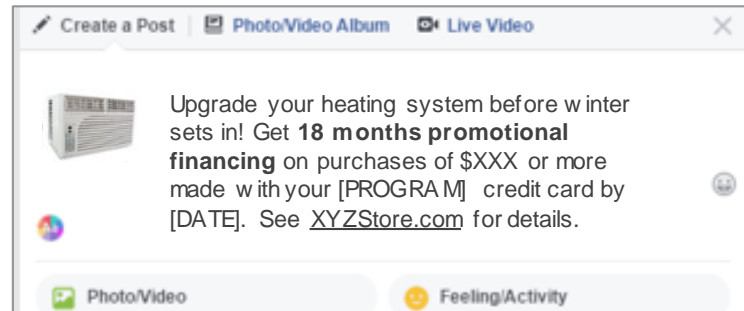 Create a Post Photo/Video Album Live Video
Upgrade your heating system before winter
sets in! Get 18 months promotional
financing on purchases of $XXX or more
made with your [PROGRAM] credit card by
[DATE]. See XYZStore.com for details.
Aa
Photo/Video Feeling/Activity